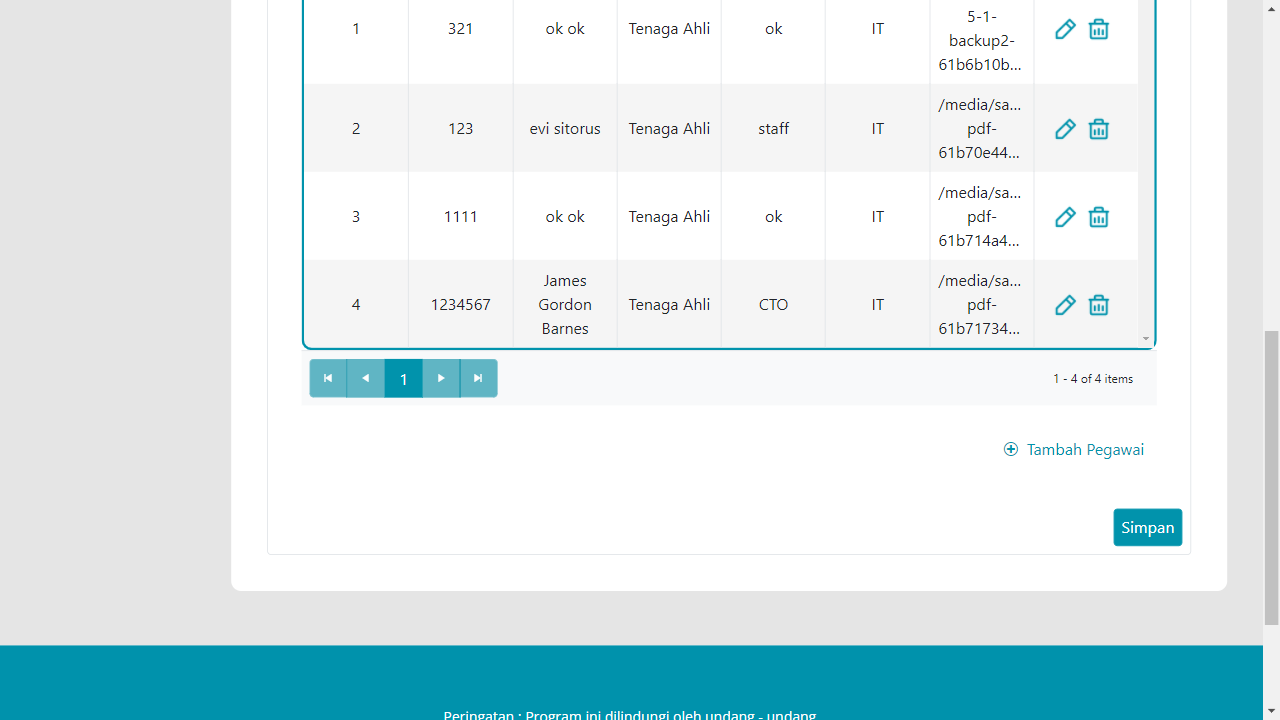 1 321 ok ok Tenaga Ahli ok IT 5-1-
backup2-
61b6b10b...
2 123 evi sitorus Tenaga Ahli staff IT /media/sa...
pdf-
61b70e44...
3 1111 ok ok Tenaga Ahli ok IT /media/sa...
pdf-
61b714a4...
4 1234567 James
Gordon
Barnes Tenaga Ahli CTO IT /media/sa...
pdf-
61b71734...
1
1 - 4 of 4 items
Tambah Pegawai
Simpan
Peringatan : Program ini dilindungi oleh undang - undang